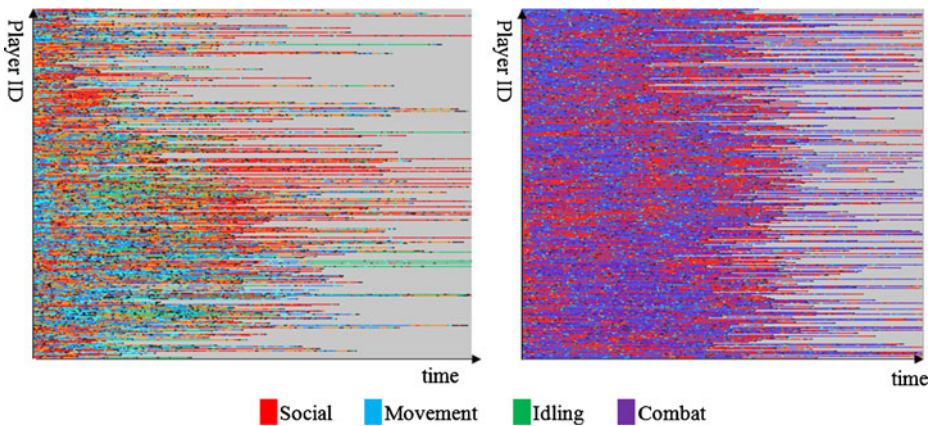 Player ID
Player ID
time
time
Social
Movement
Idling
Combat